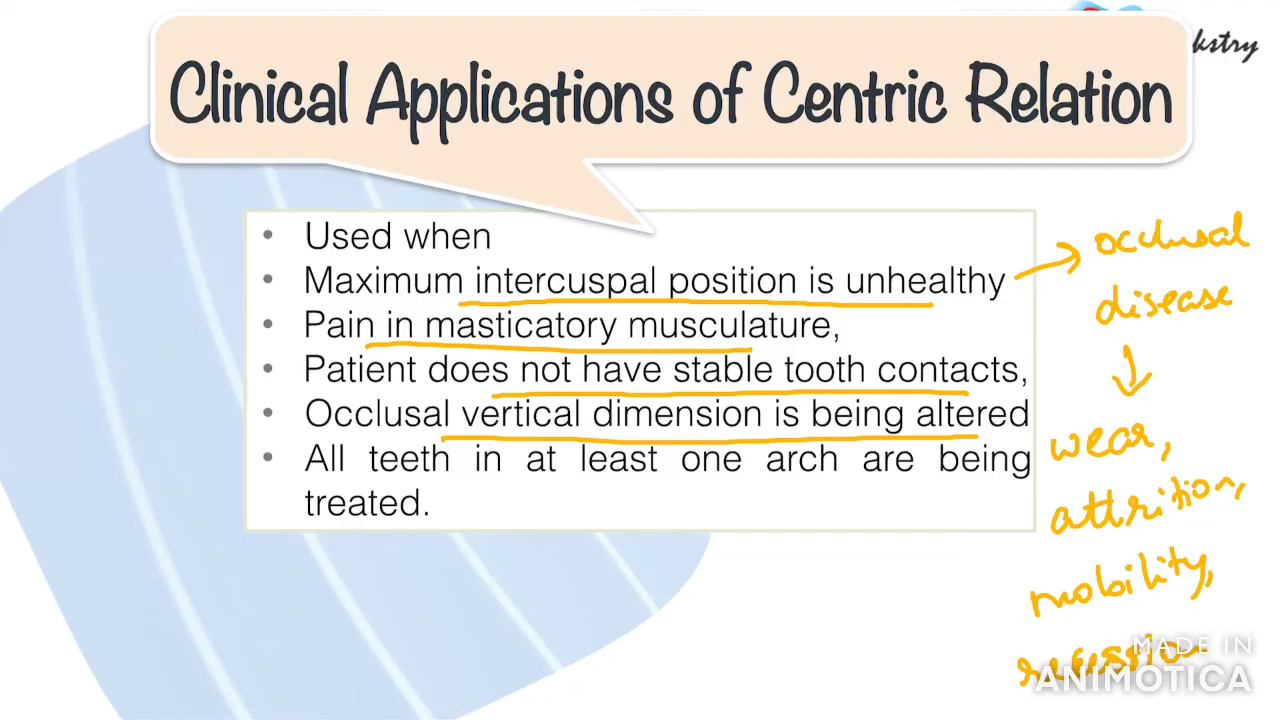 kstry
Clinical Applications of Centric Relation
• Used when
• Maximum intercuspal position is unhealthy
• Pain in masticatory musculature,
• Patient does not have stable tooth contacts,
• Occlusal vertical dimension is being altered
• All teeth in at least one arch are being
treated.
occlusal
disease
wear,
attrition,
mobility,
recession
MADE IN
ANIMOTICA